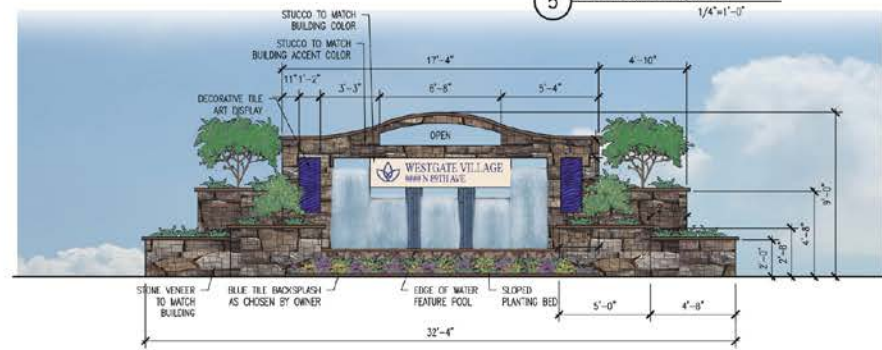 5
1/4"=1'-0"
STUCCO TO MATCH
BUILDING COLOR
STUCCO TO MATCH
BUILDING ACCENT COLOR
17'-4"
4'-10"
11"
1'-2"
3'-3"
6'-8"
5'-4"
DECORATIVE TILE
ART DISPLAY
OPEN
WESTGATE VILLAGE
#### N 89TH AVE
9'-0"
4'-8"
2'-8"
2'-0"
STONE VENEER
TO MATCH
BUILDING
BLUE TILE BACKSPLASH
AS CHOSEN BY OWNER
EDGE OF WATER
FEATURE POOL
SLOPED
PLANTING BED
5'-0"
4'-8"
32'-4"